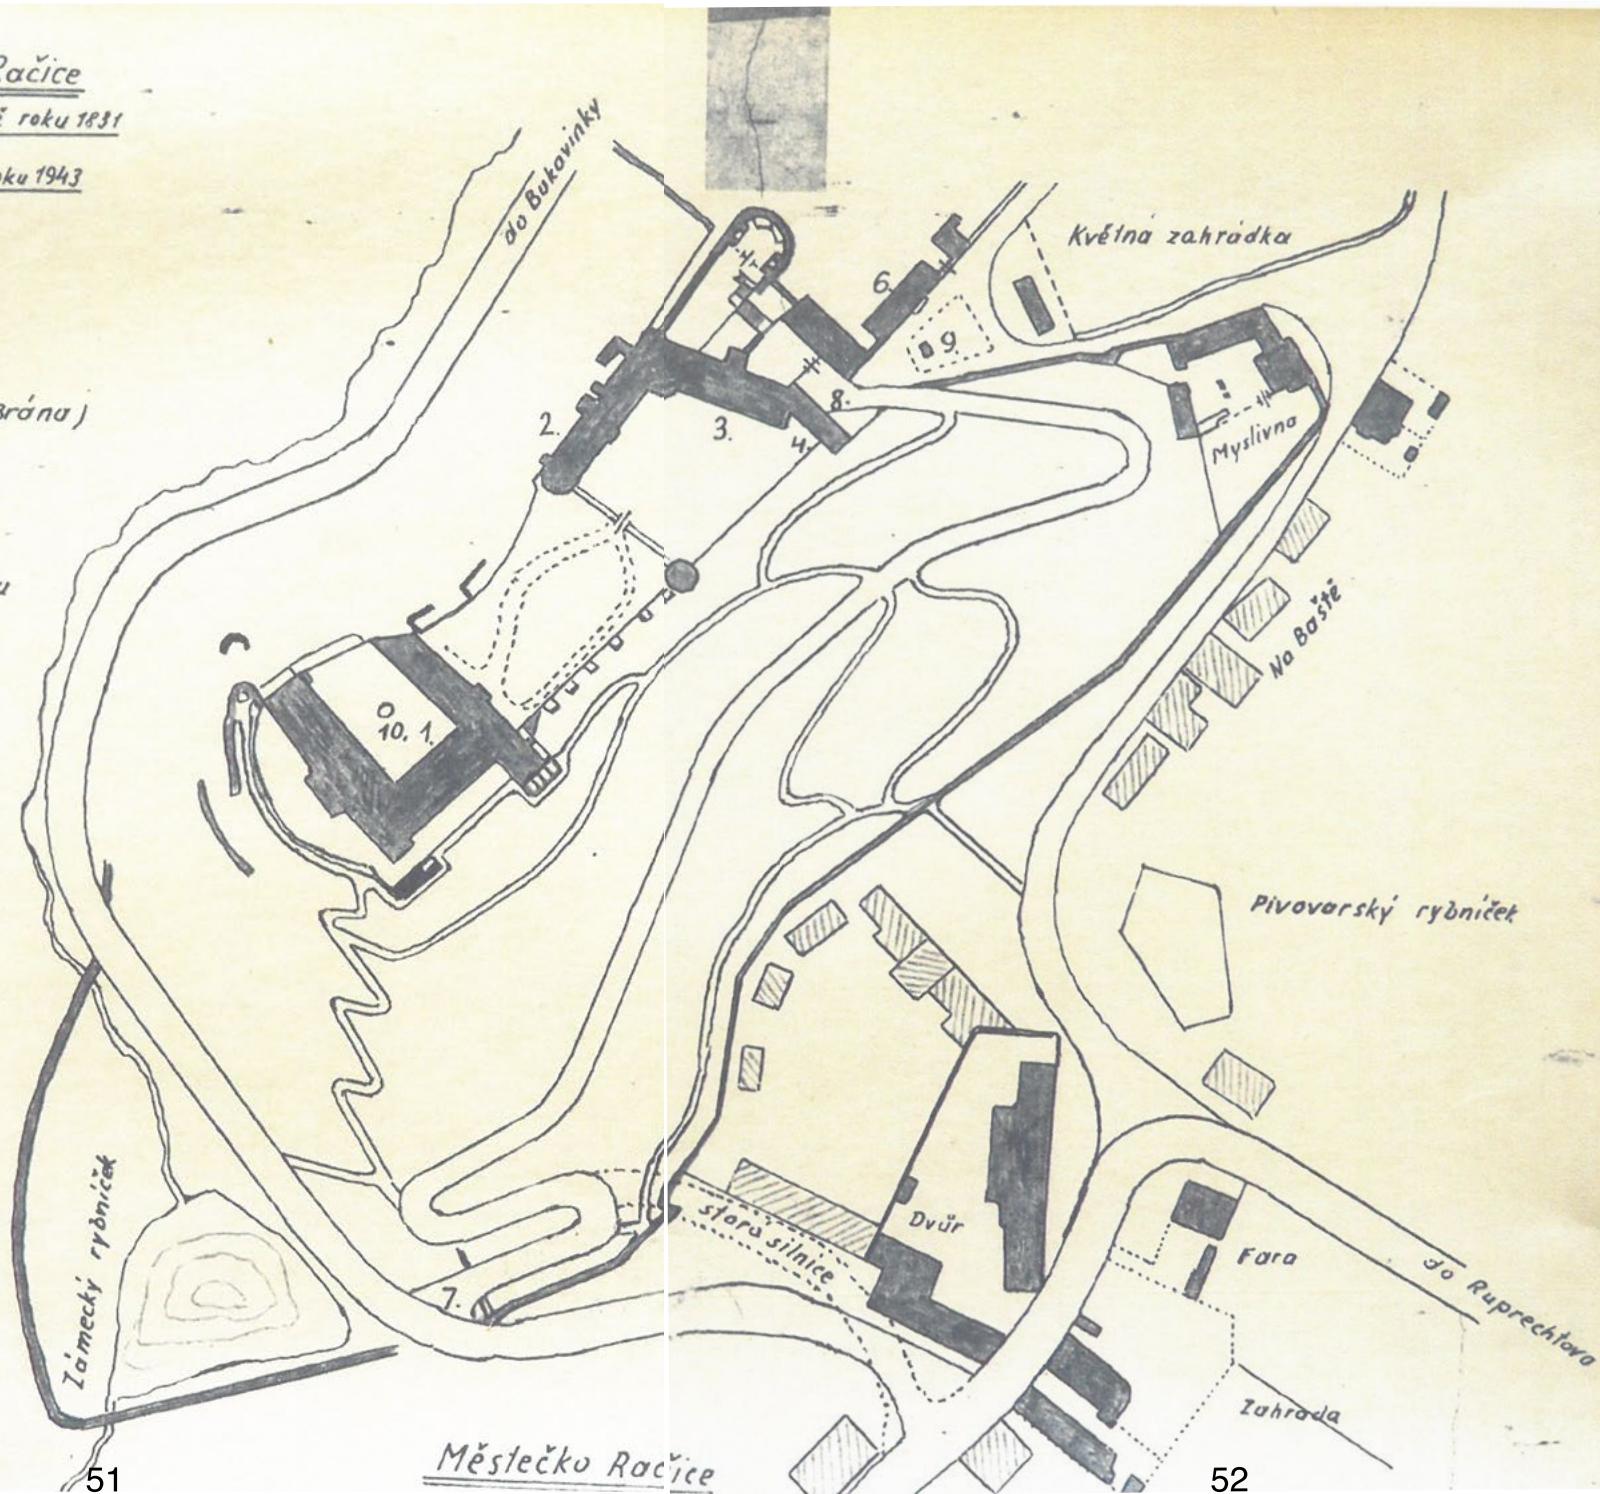 Račice
roku 1831
roku 1943
do Bukovinky
Květná zahrádka
6.
9.
Brána)
2.
3.
8.
4.
Myslivna
Na Baště
10. 1.
Pivovarský rybníček
Zámecký rybníček
stará silnice
Dvůr
Fara
do Ruprechtova
7.
Zahrada
Městečko Račice
51
52